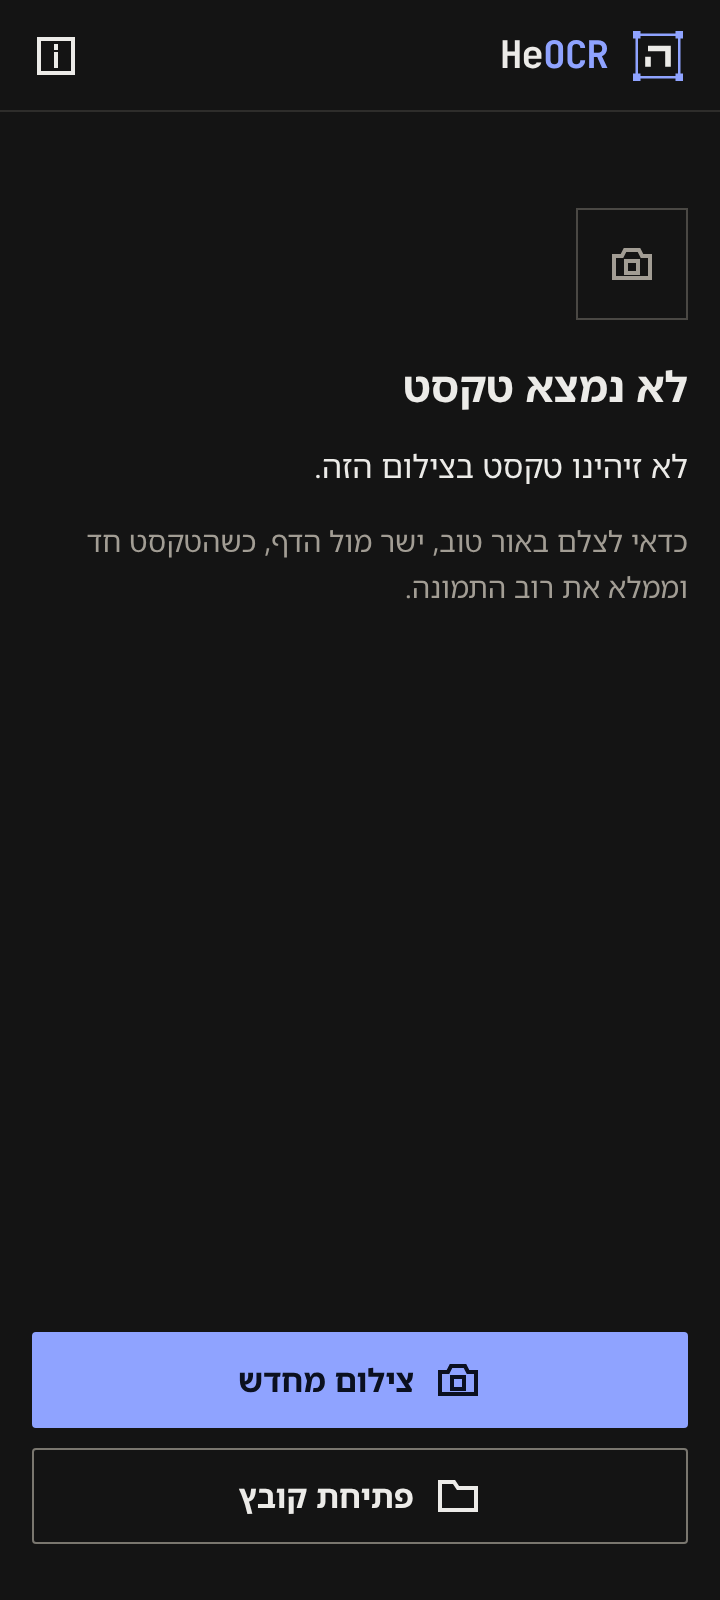 HeOCR
לא נמצא טקסט
לא זיהינו טקסט בצילום הזה.
כדאי לצלם באור טוב, ישר מול הדף, כשהטקסט חד
וממלא את רוב התמונה.
צילום מחדש
פתיחת קובץ